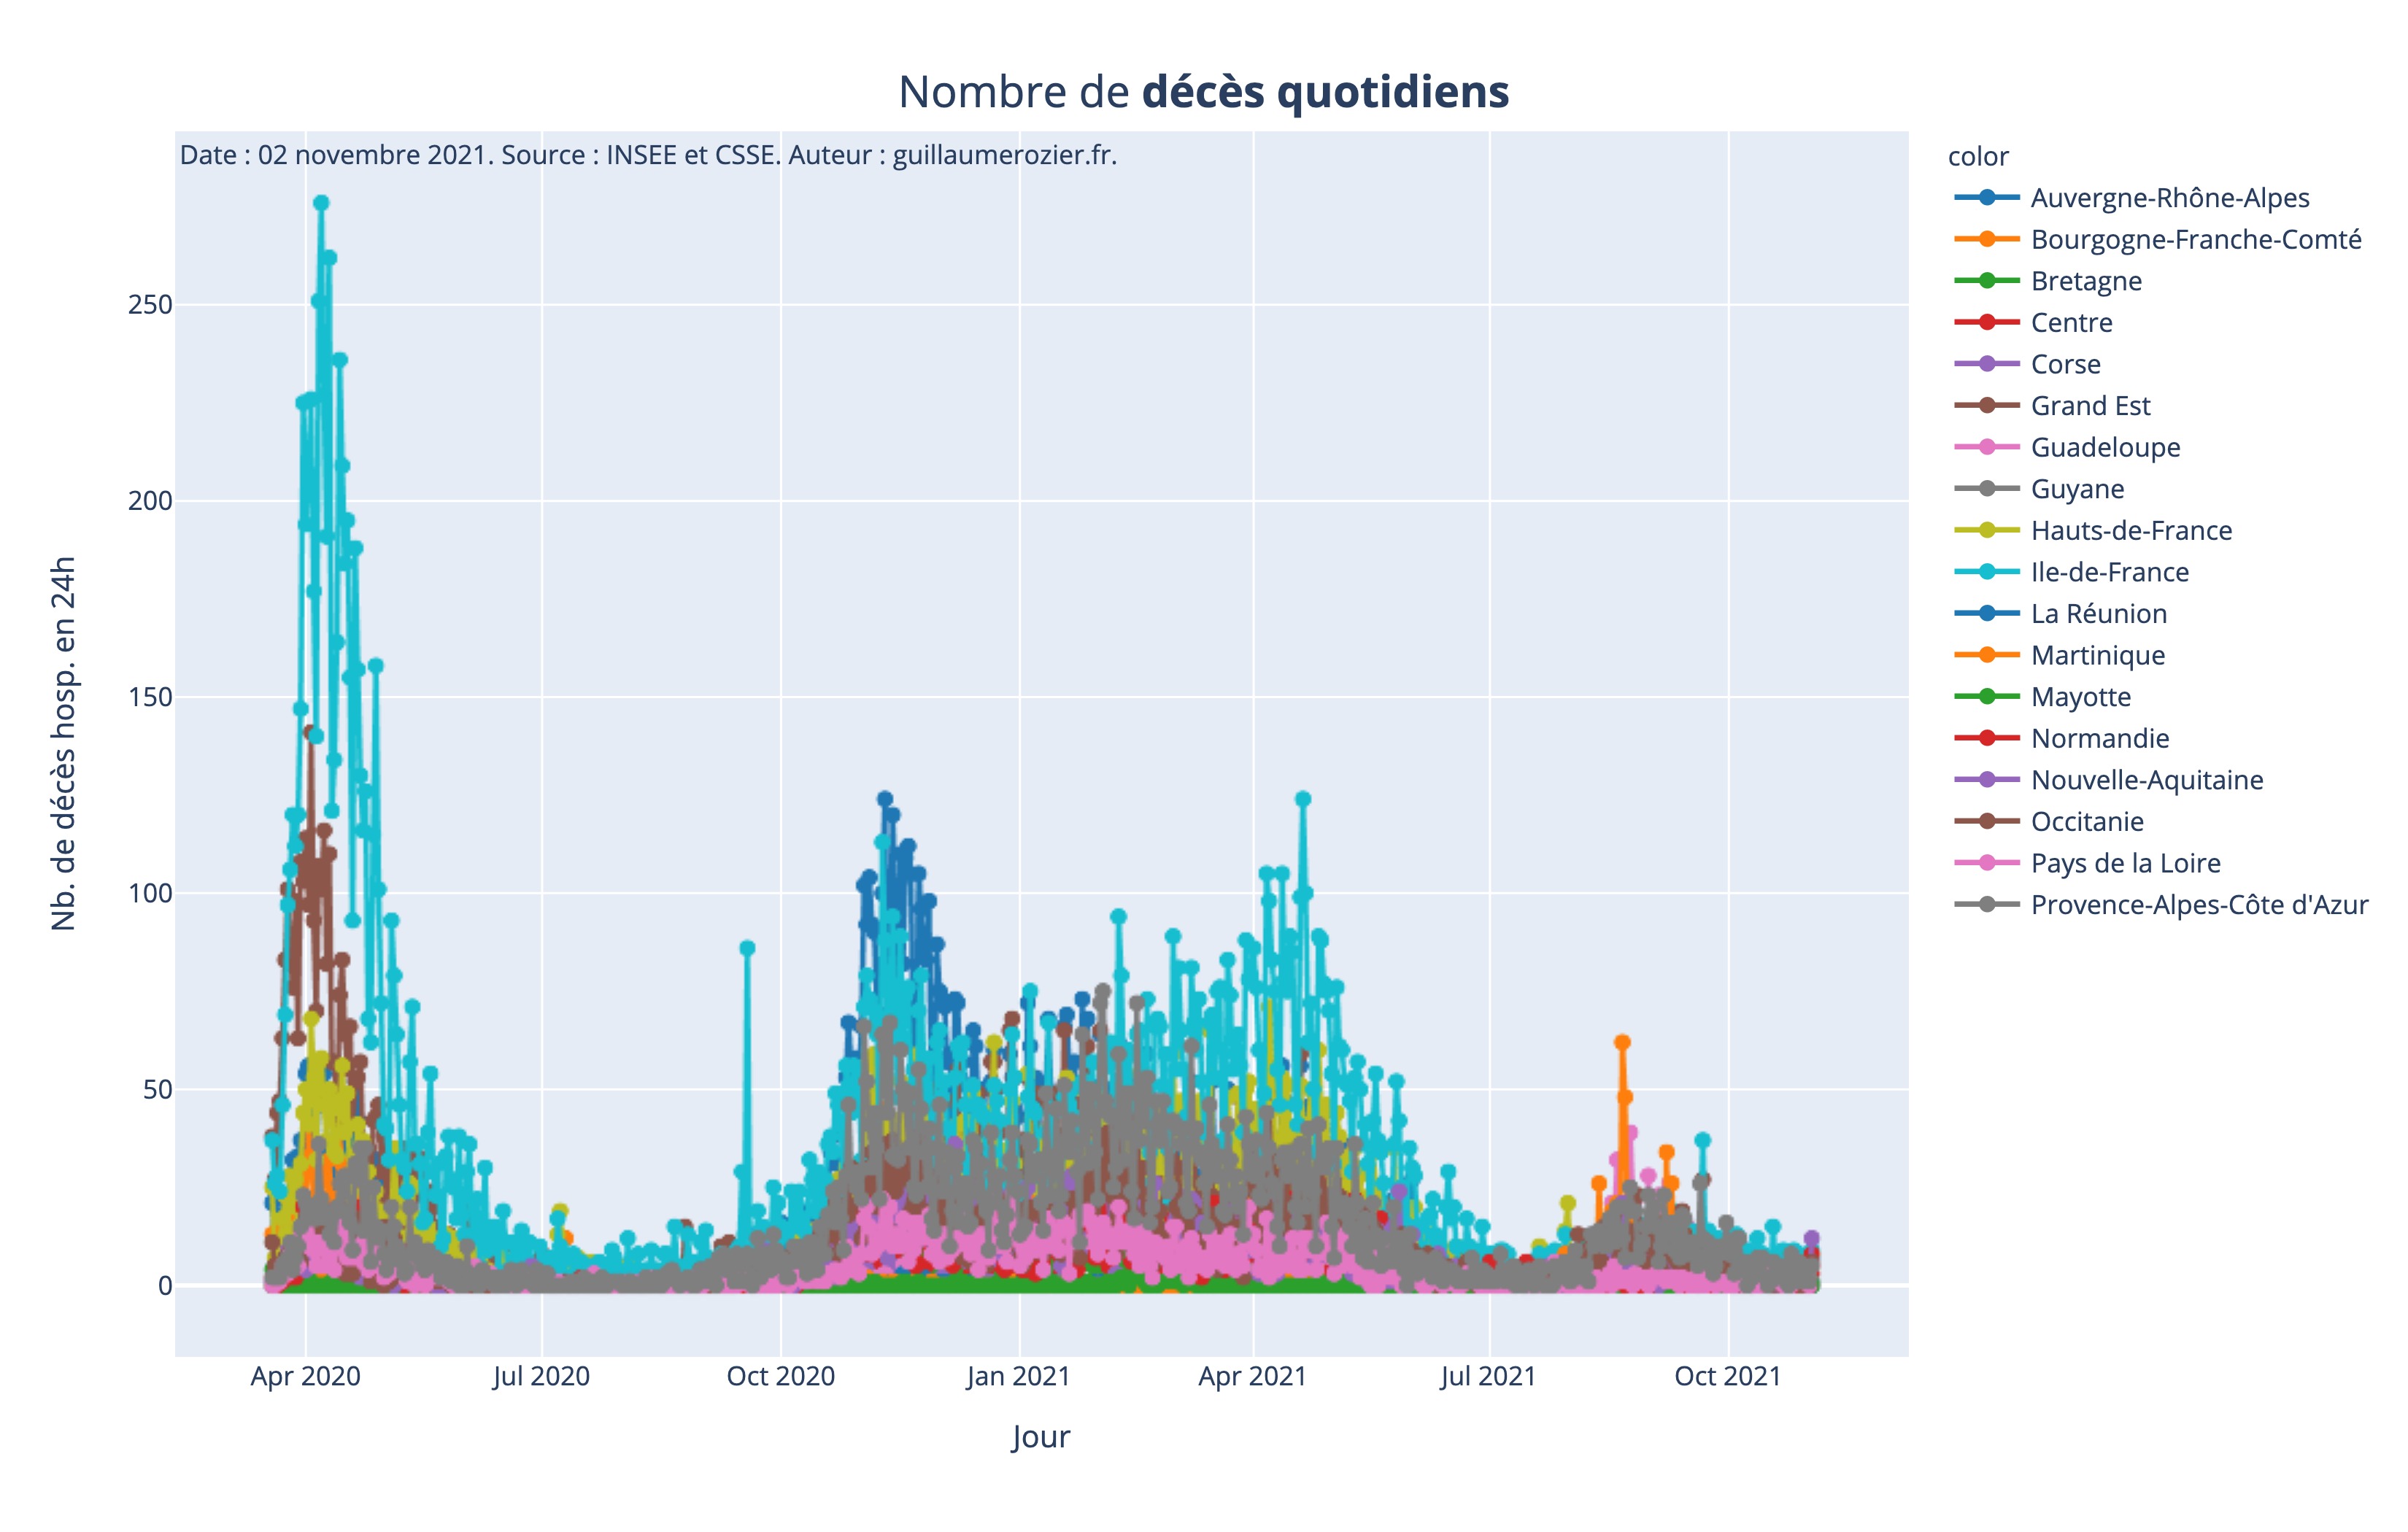 Nombre de décès quotidiens
Date : 02 novembre 2021. Source : INSEE et CSSE. Auteur : guillaumerozier.fr.
color
Auvergne-Rhône-Alpes
Bourgogne-Franche-Comté
Bretagne
Centre
Corse
Grand Est
Guadeloupe
Guyane
Hauts-de-France
Ile-de-France
La Réunion
Martinique
Mayotte
Normandie
Nouvelle-Aquitaine
Occitanie
Pays de la Loire
Provence-Alpes-Côte d'Azur
Nb. de décès hosp. en 24h
250
200
150
100
50
0
Apr 2020 Jul 2020 Oct 2020 Jan 2021 Apr 2021 Jul 2021 Oct 2021
Jour